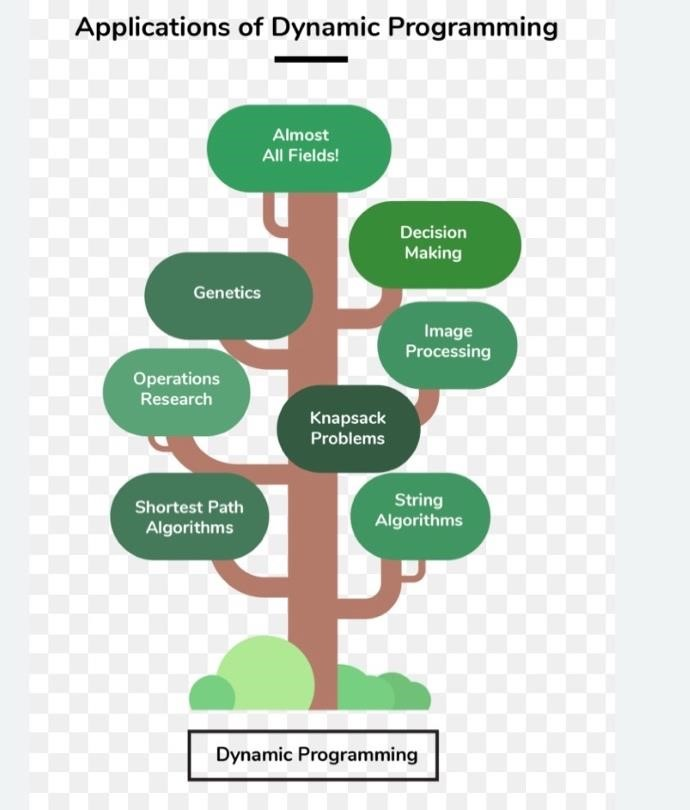 Applications of Dynamic Programming
Almost
All Fields!
Decision
Making
Genetics
Image
Processing
Operations
Research
Knapsack
Problems
Shortest Path
Algorithms
String
Algorithms
Dynamic Programming